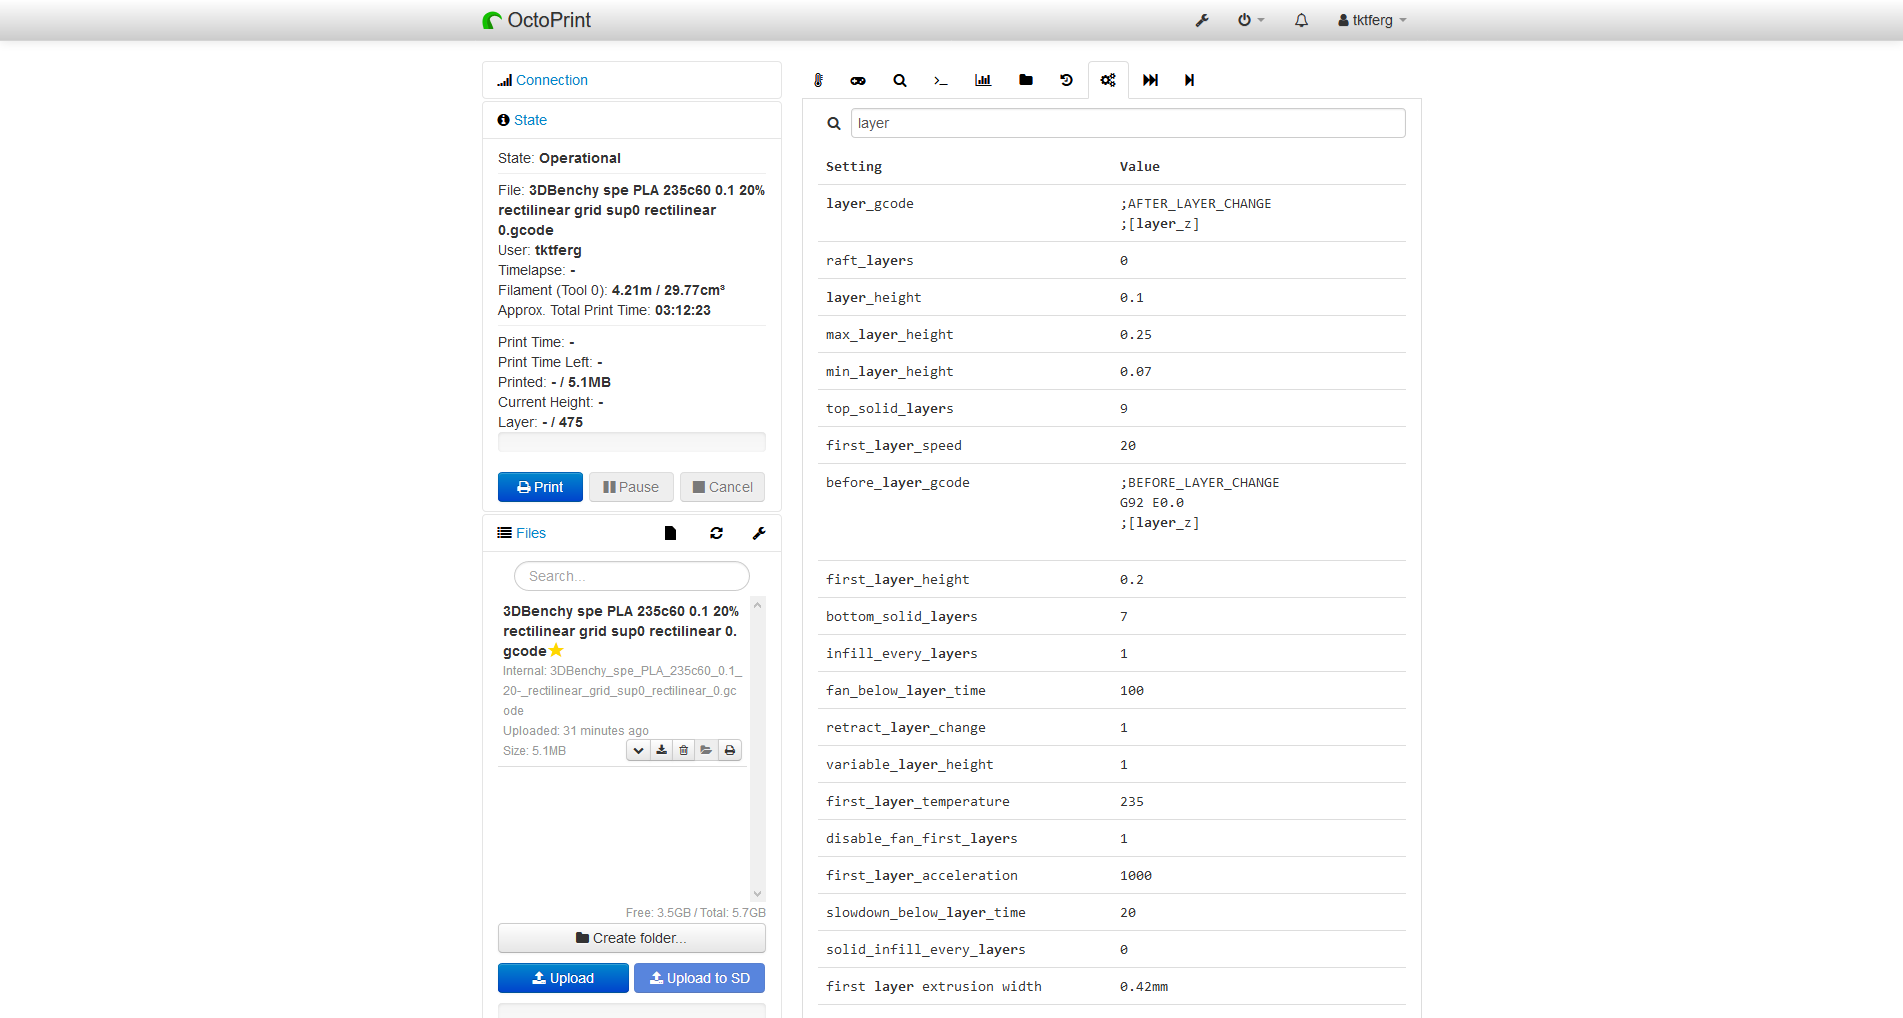 OctoPrint
tktferg
Connection
State
State: Operational
File: 3DBenchy spe PLA 235c60 0.1 20%
rectilinear grid sup0 rectilinear
0.gcode
User: tktferg
Timelapse: -
Filament (Tool 0): 4.21m / 29.77cm³
Approx. Total Print Time: 03:12:23
Print Time: -
Print Time Left: -
Printed: - / 5.1MB
Current Height: -
Layer: - / 475
Print
Pause
Cancel
Files
Search...
3DBenchy spe PLA 235c60 0.1 20%
rectilinear grid sup0 rectilinear 0.
gcode
Internal: 3DBenchy_spe_PLA_235c60_0.1_
20-_rectilinear_grid_sup0_rectilinear_0.gc
ode
Uploaded: 31 minutes ago
Size: 5.1MB
Free: 3.5GB / Total: 5.7GB
Create folder...
Upload
Upload to SD
layer
Setting Value
layer_gcode ;AFTER_LAYER_CHANGE
;[layer_z]
raft_layers 0
layer_height 0.1
max_layer_height 0.25
min_layer_height 0.07
top_solid_layers 9
first_layer_speed 20
before_layer_gcode ;BEFORE_LAYER_CHANGE
G92 E0.0
;[layer_z]
first_layer_height 0.2
bottom_solid_layers 7
infill_every_layers 1
fan_below_layer_time 100
retract_layer_change 1
variable_layer_height 1
first_layer_temperature 235
disable_fan_first_layers 1
first_layer_acceleration 1000
slowdown_below_layer_time 20
solid_infill_every_layers 0
first layer extrusion width 0.42mm